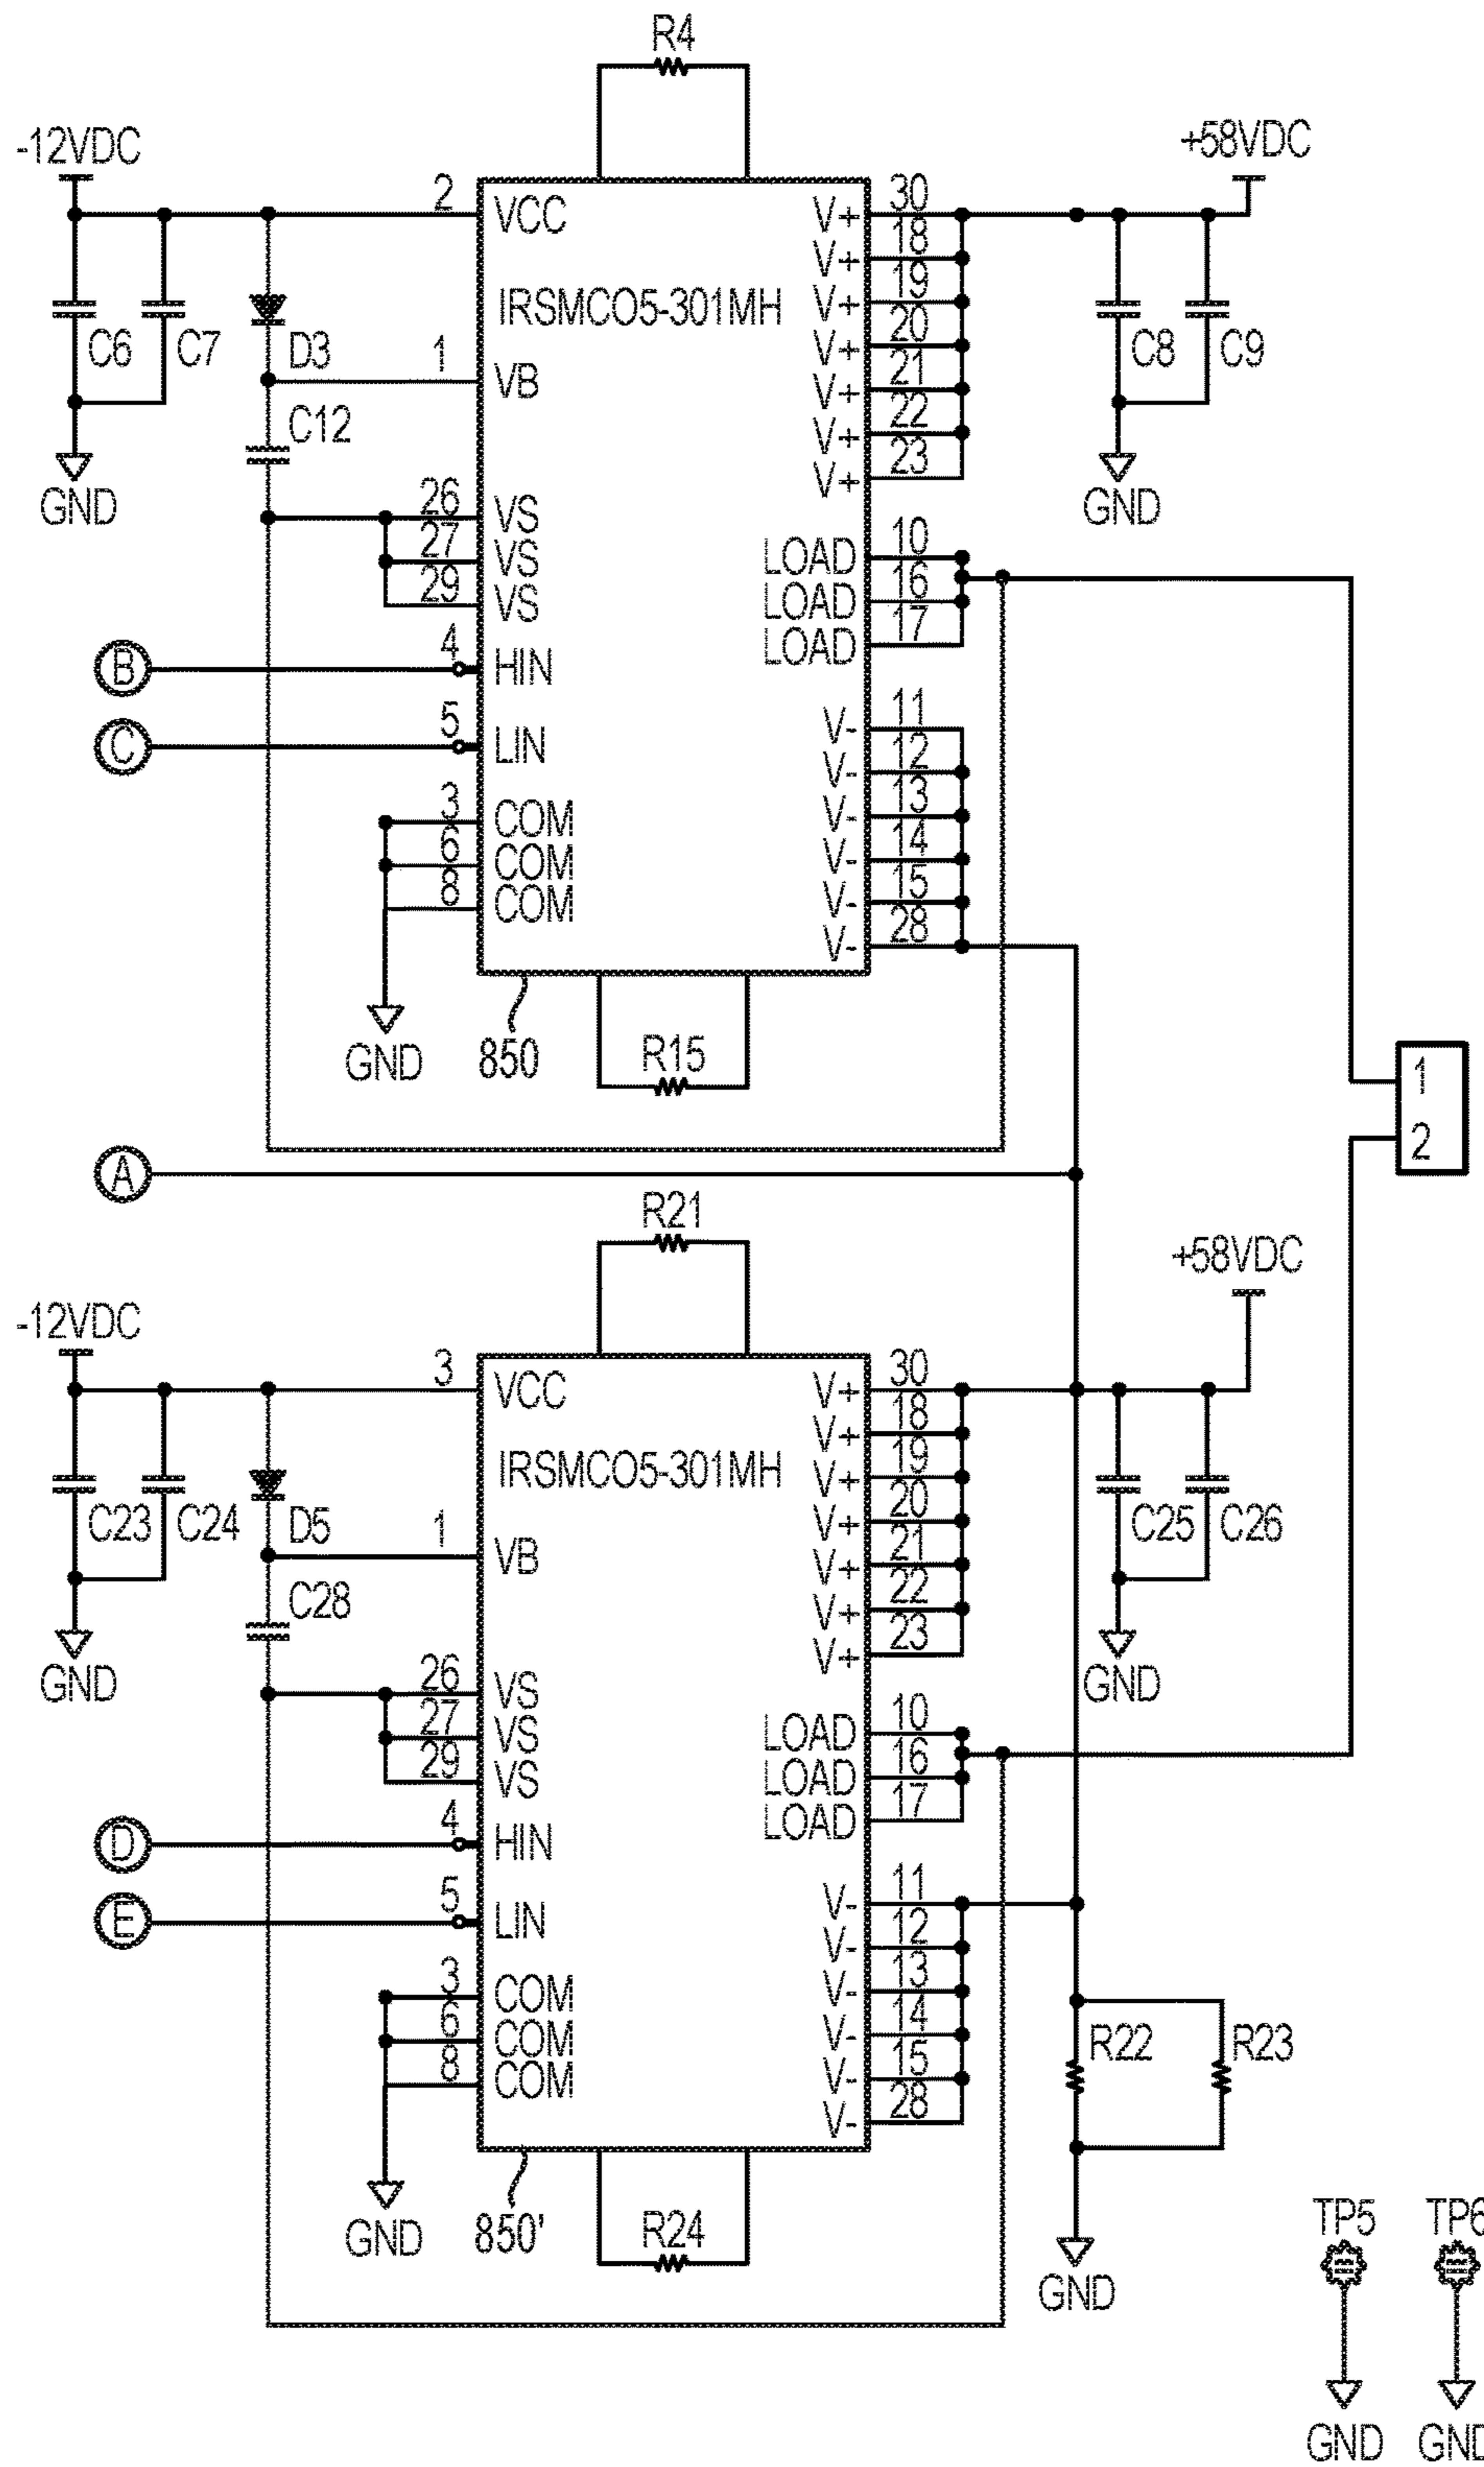 R4
-12VDC
+58VDC
2 VCC V+ 30
V+ 18
IRSMCO5-301MH V+ 19
V+ 20
C6 C7 D3 1 VB V+ 21
C8 C9
C12 V+ 22
V+ 23
GND
GND
26 VS
27 VS LOAD 10
29 VS LOAD 16
LOAD 17
B 4 HIN
C 5 LIN V- 11
V- 12
3 COM V- 13
6 COM V- 14
8 COM V- 15
V- 28
GND 850 R15
1
2
A
R21
+58VDC
-12VDC
3 VCC V+ 30
V+ 18
IRSMCO5-301MH V+ 19
V+ 20
C23 C24 D5 1 VB V+ 21
C25 C26
C28 V+ 22
V+ 23
GND
GND
26 VS
27 VS LOAD 10
29 VS LOAD 16
LOAD 17
D 4 HIN
E 5 LIN V- 11
V- 12
3 COM V- 13
6 COM V- 14
8 COM V- 15
V- 28
R22 R23
GND 850' R24
GND
TP5 TP6
GND GND